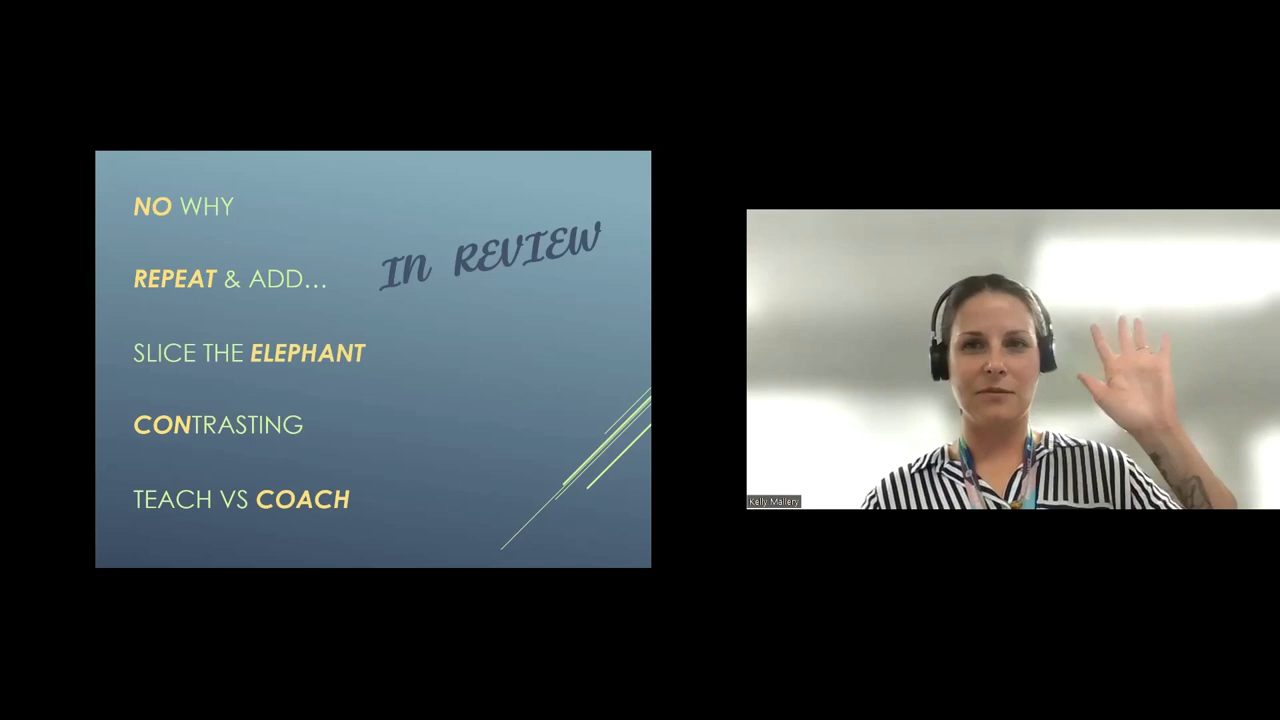 NO WHY
IN REVIEW
REPEAT & ADD...
SLICE THE ELEPHANT
CONTRASTING
TEACH VS COACH
Kelly Mallery